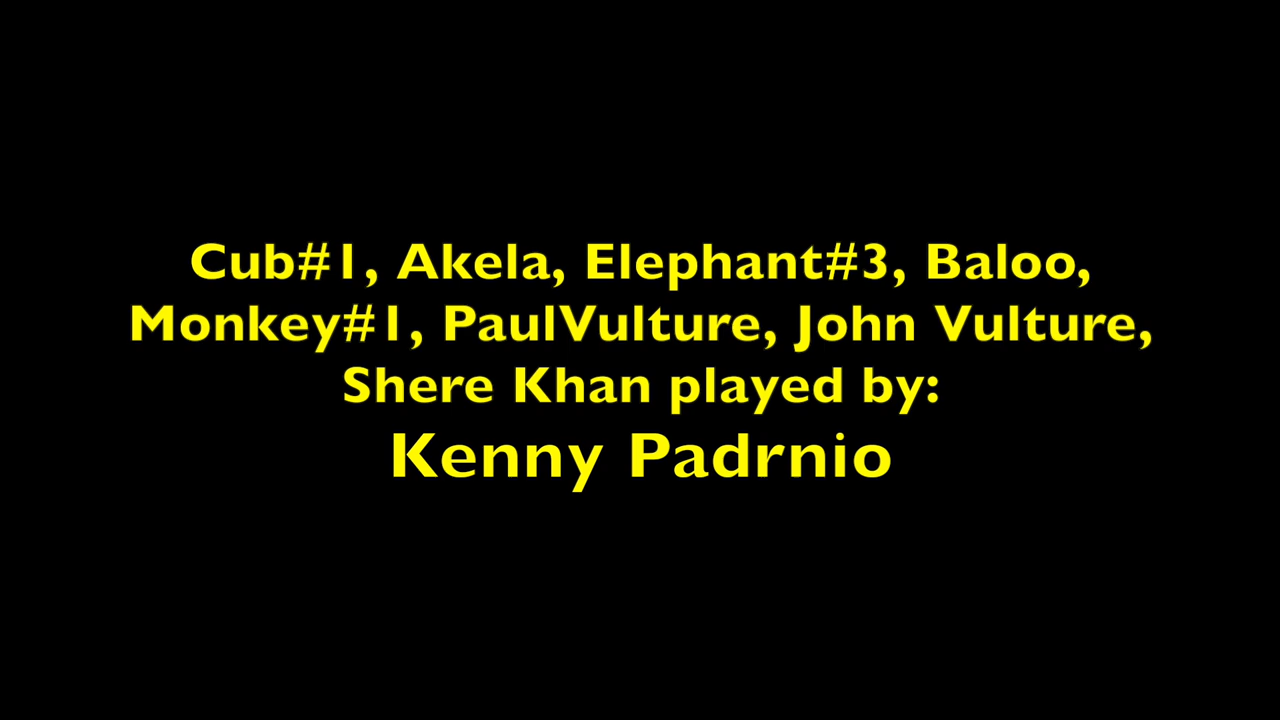 Cub#1, Akela, Elephant#3, Baloo,
Monkey#1, PaulVulture, John Vulture,
Shere Khan played by:
Kenny Padrnio